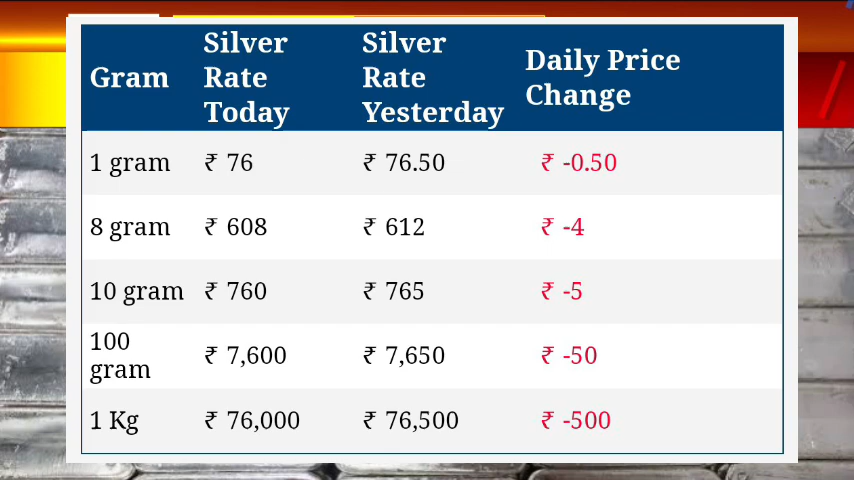 Gram
Silver Rate Today
Silver Rate Yesterday
Daily Price Change
1 gram ₹ 76 ₹ 76.50 ₹ -0.50
8 gram ₹ 608 ₹ 612 ₹ -4
10 gram ₹ 760 ₹ 765 ₹ -5
100 gram ₹ 7,600 ₹ 7,650 ₹ -50
1 Kg ₹ 76,000 ₹ 76,500 ₹ -500